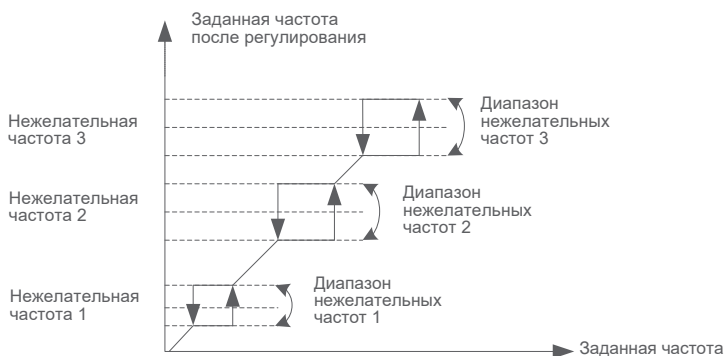 Заданная частота
после регулирования
Диапазон
нежелательных
частот 3
Нежелательная
частота 3
Диапазон
нежелательных
частот 2
Нежелательная
частота 2
Диапазон
нежелательных
частот 1
Нежелательная
частота 1
Заданная частота